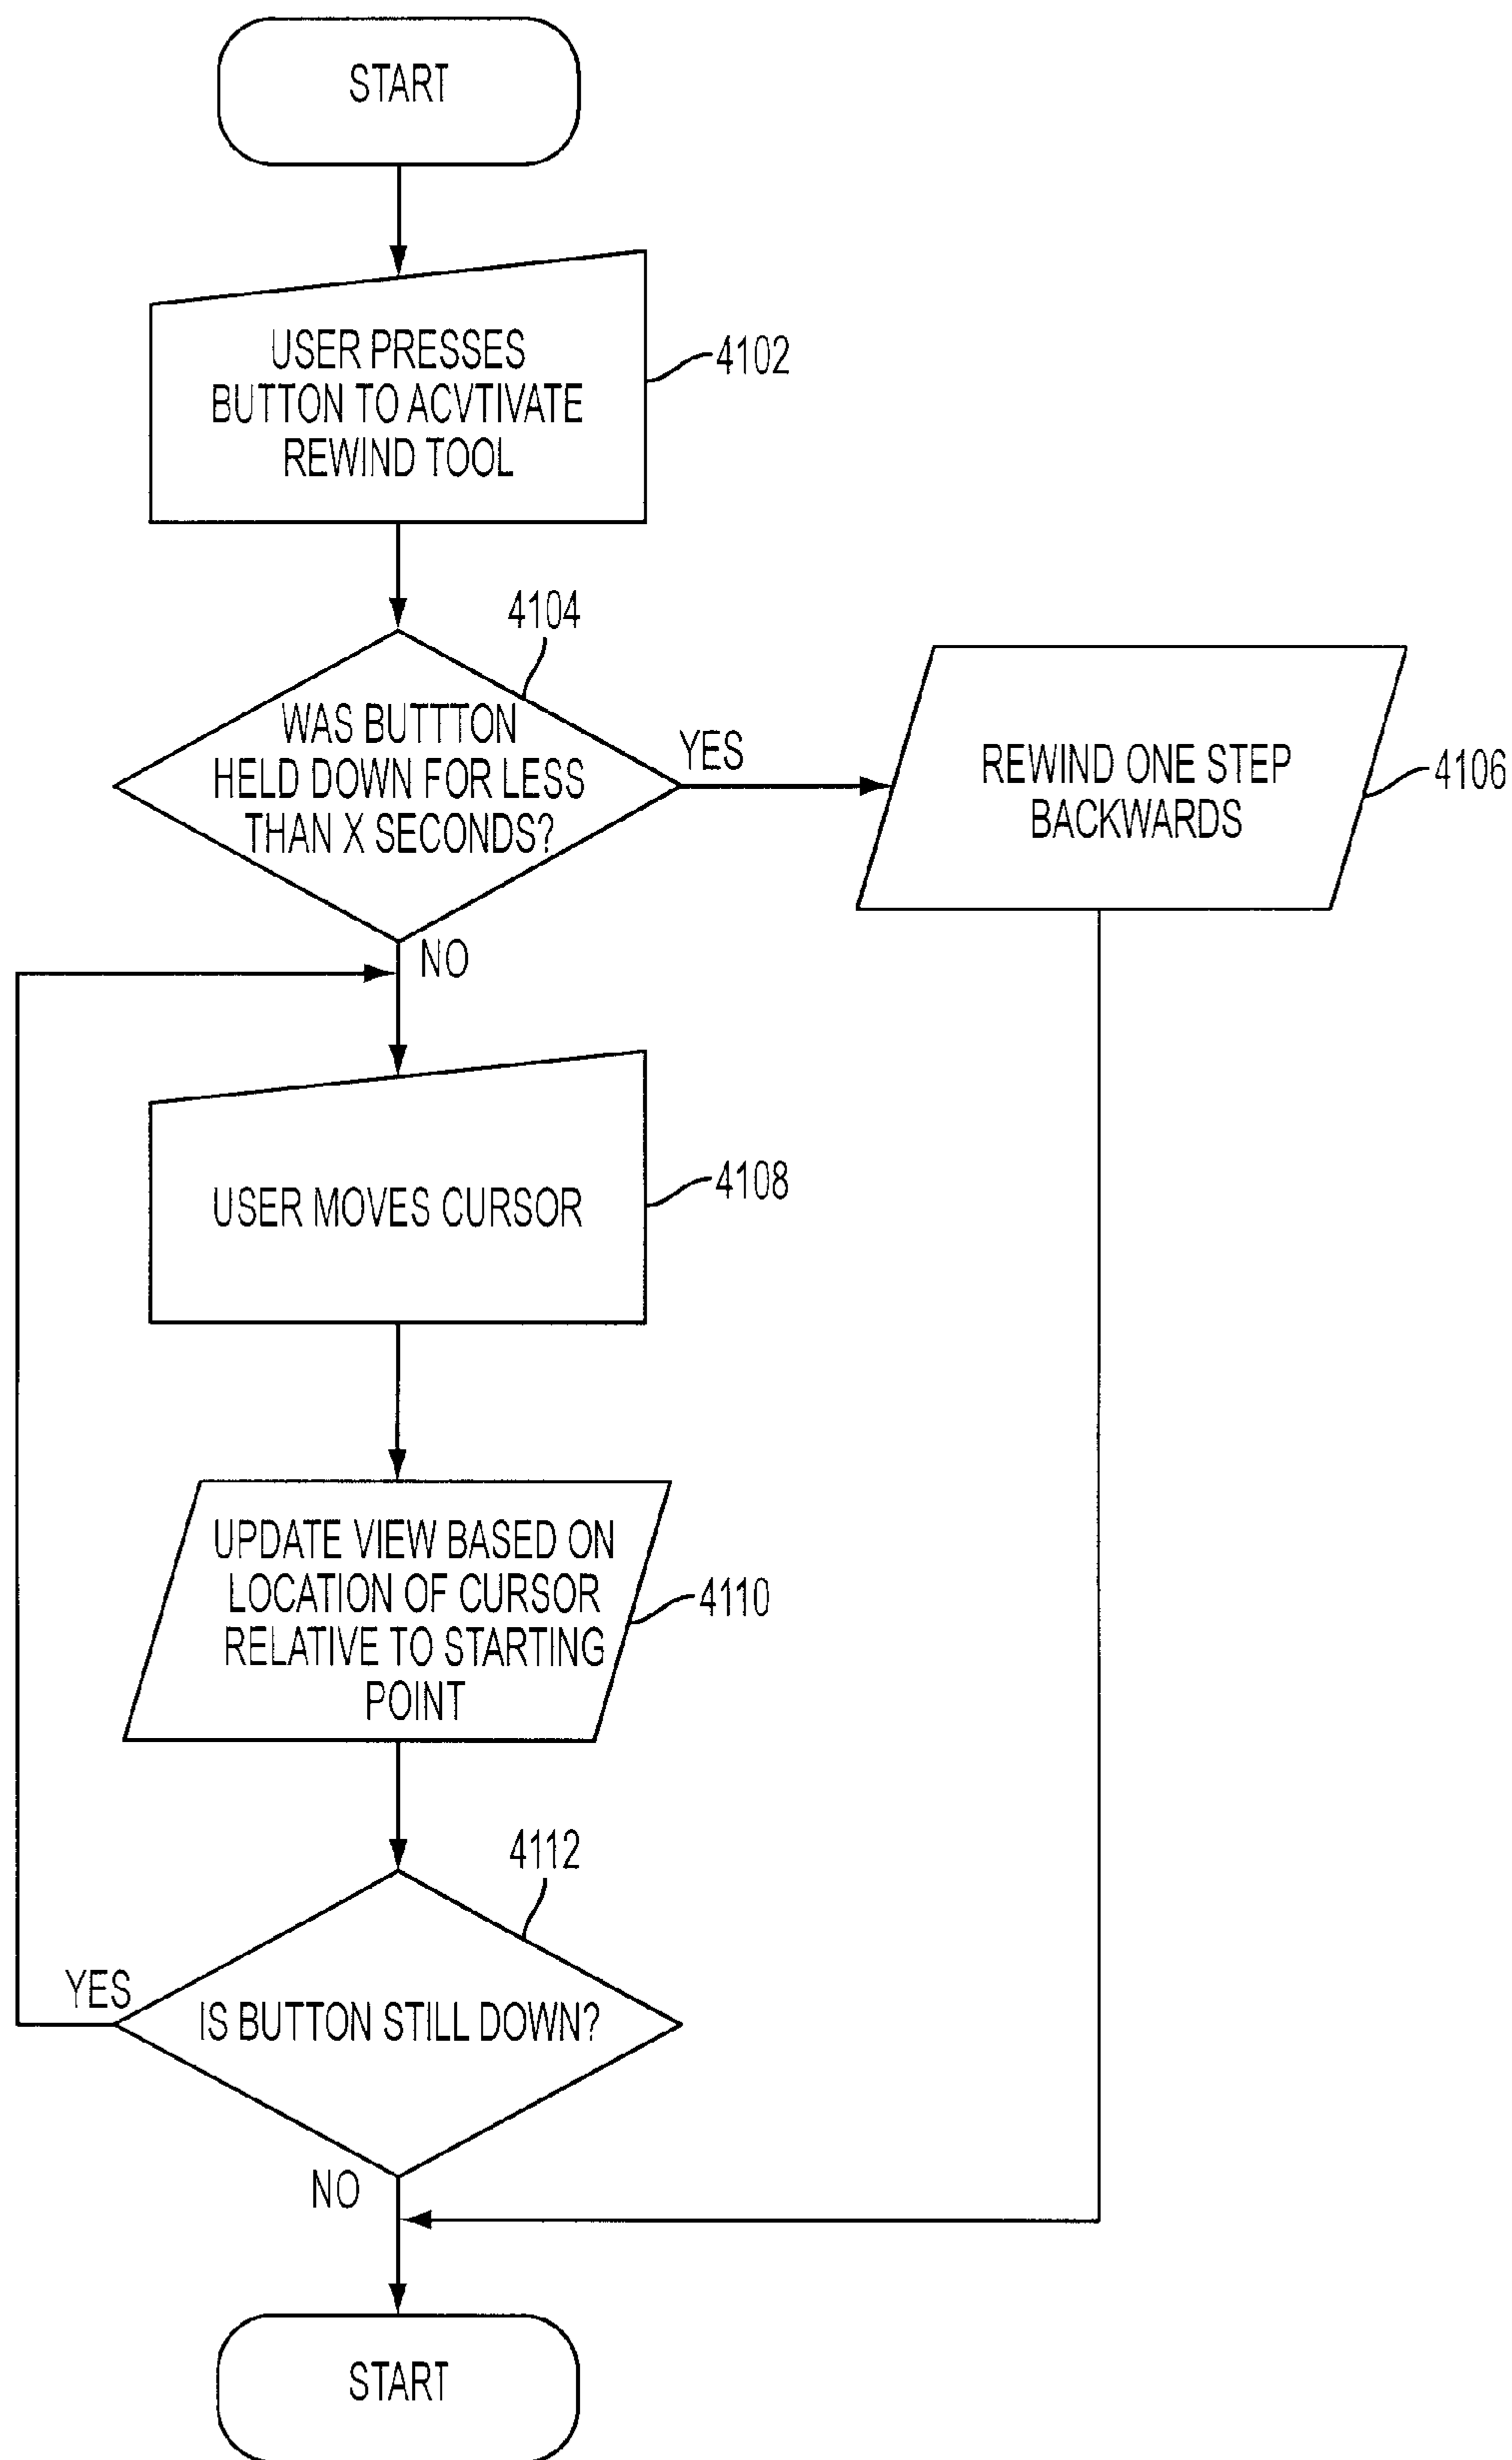 START
USER PRESSES
BUTTON TO ACVTIVATE
REWIND TOOL
4102
4104
WAS BUTTTON
HELD DOWN FOR LESS
THAN X SECONDS?
YES
REWIND ONE STEP
BACKWARDS
4106
NO
USER MOVES CURSOR
4108
UPDATE VIEW BASED ON
LOCATION OF CURSOR
RELATIVE TO STARTING
POINT
4110
4112
IS BUTTON STILL DOWN?
YES
NO
START